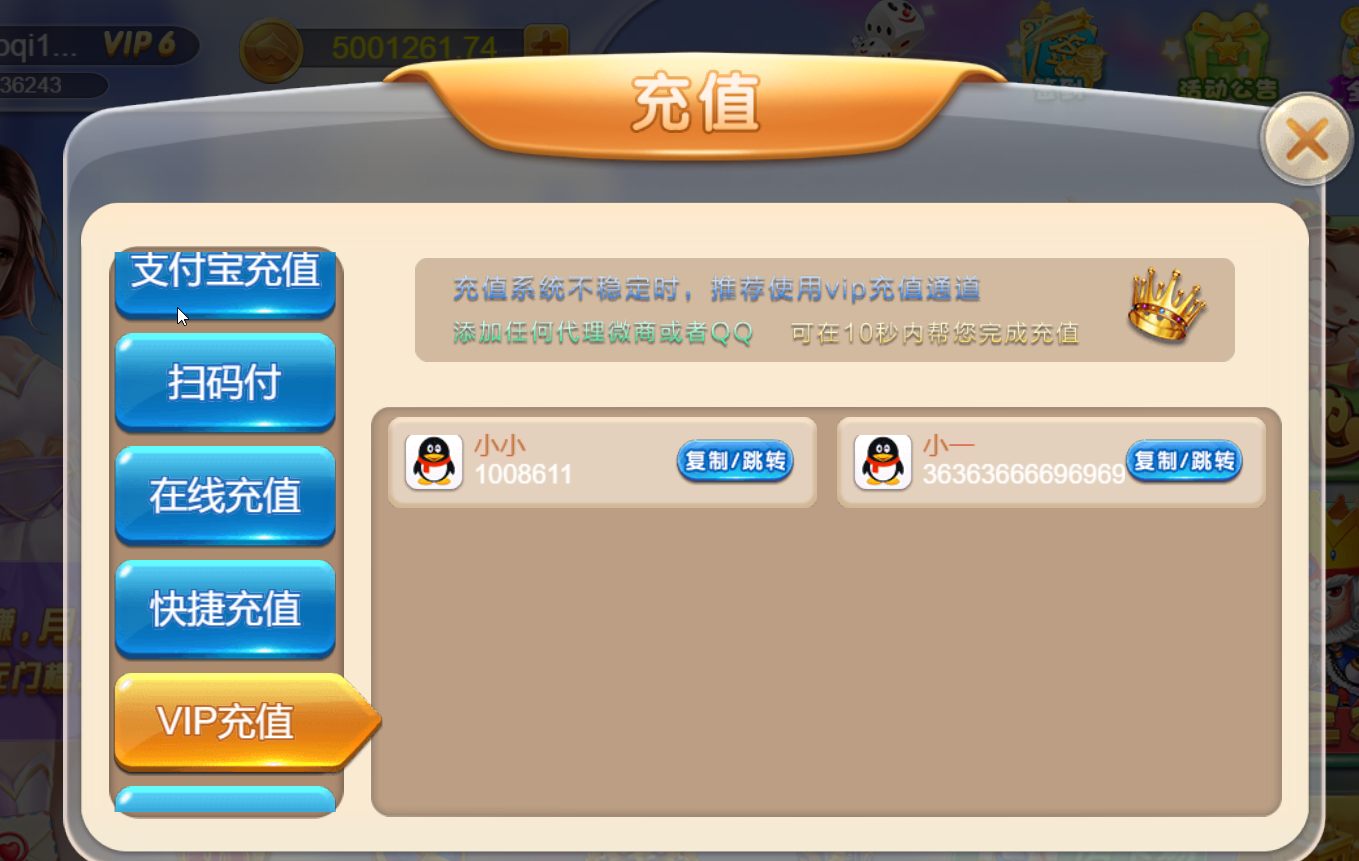 VIP 6
5001261.74
36243
活动公告
充值
支付宝充值
扫码付
在线充值
快捷充值
VIP充值
充值系统不稳定时，推荐使用vip充值通道
添加任何代理微商或者QQ 可在10秒内帮您完成充值
小小
1008611
复制/跳转
小一
36363666696969
复制/跳转